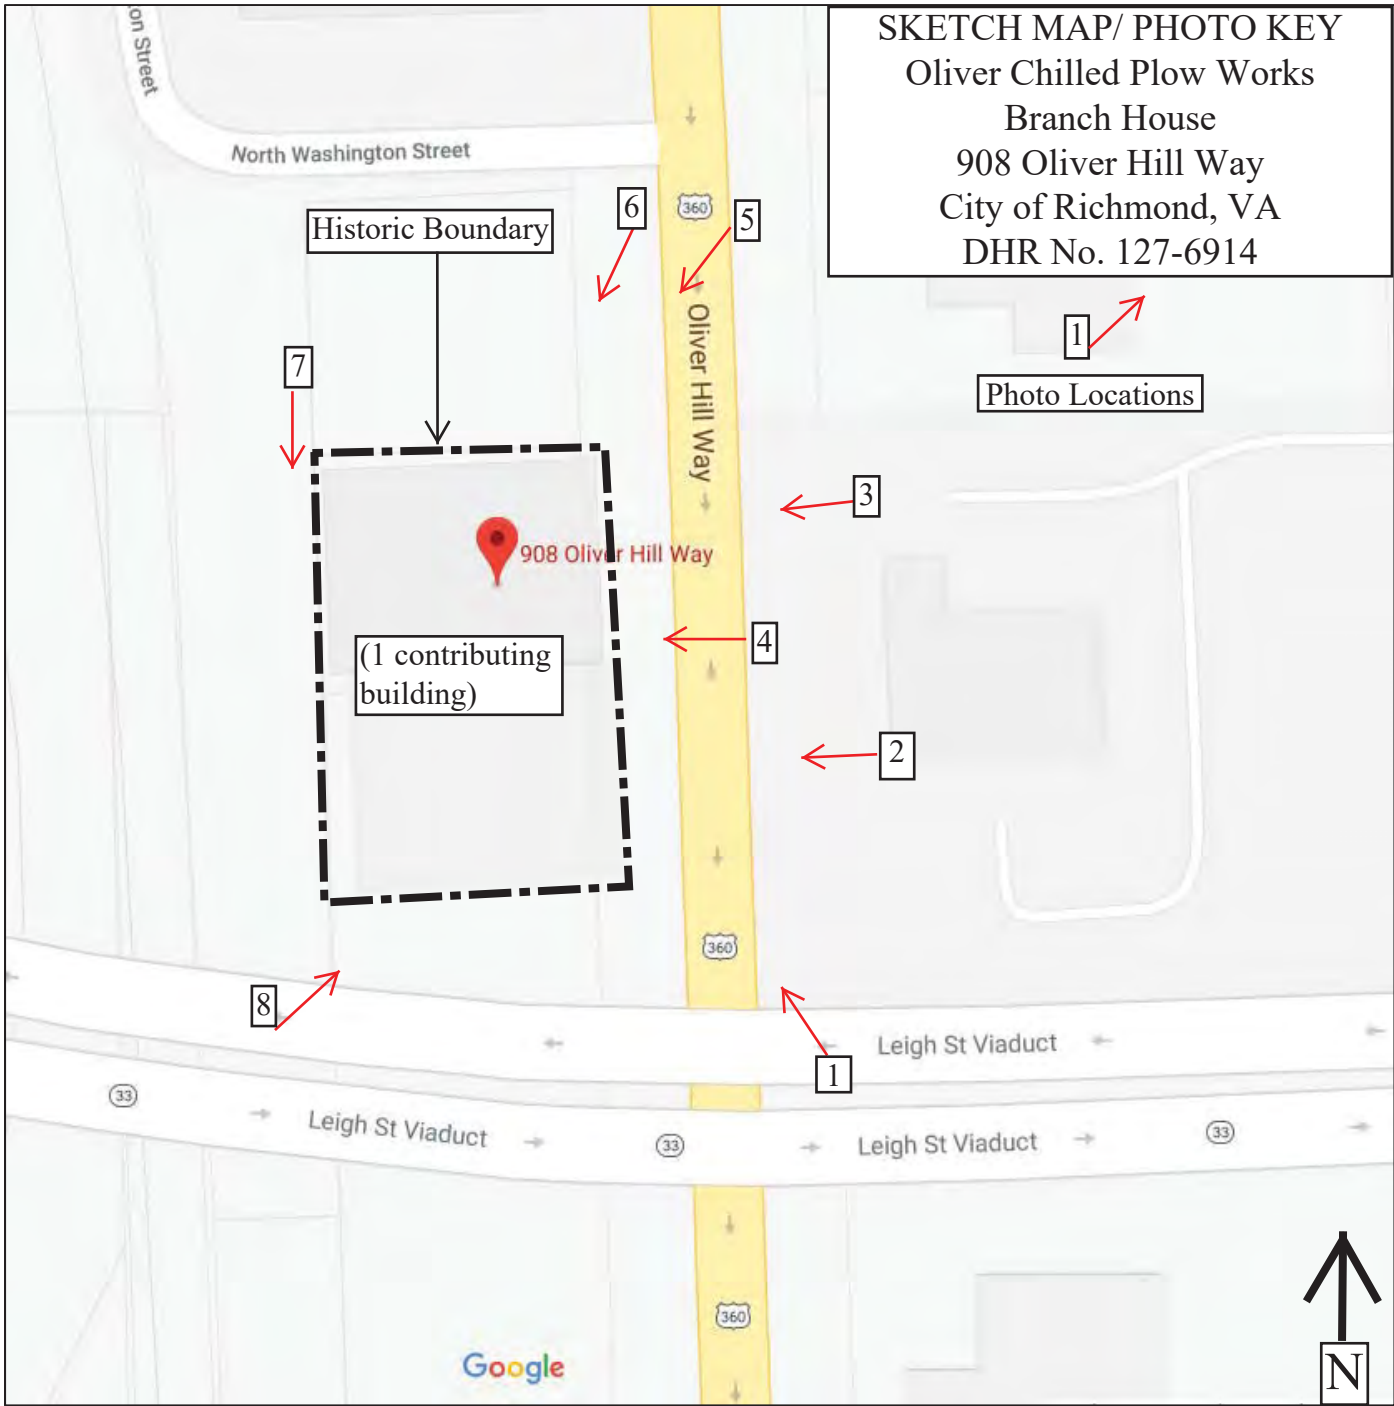 SKETCH MAP/ PHOTO KEY
Oliver Chilled Plow Works
Branch House
908 Oliver Hill Way
City of Richmond, VA
DHR No. 127-6914
on Street
North Washington Street
360
6
5
Historic Boundary
Oliver Hill Way
1
Photo Locations
7
3
908 Oliver Hill Way
4
(1 contributing
building)
2
360
8
Leigh St Viaduct
1
33
Leigh St Viaduct
33
Leigh St Viaduct
33
360
Google
N